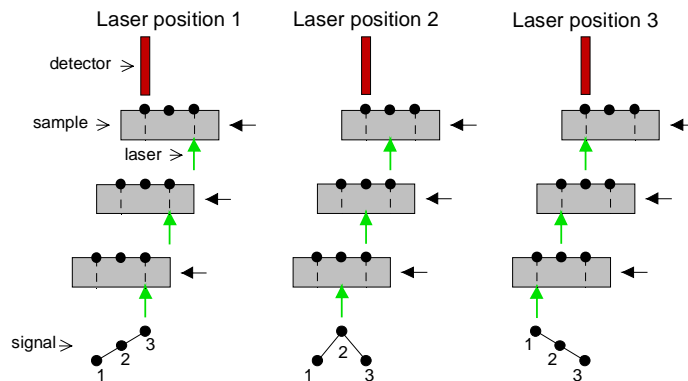 Laser position 1
Laser position 2
Laser position 3
detector
sample
laser
signal
1 2 3
1 2 3
1 2 3